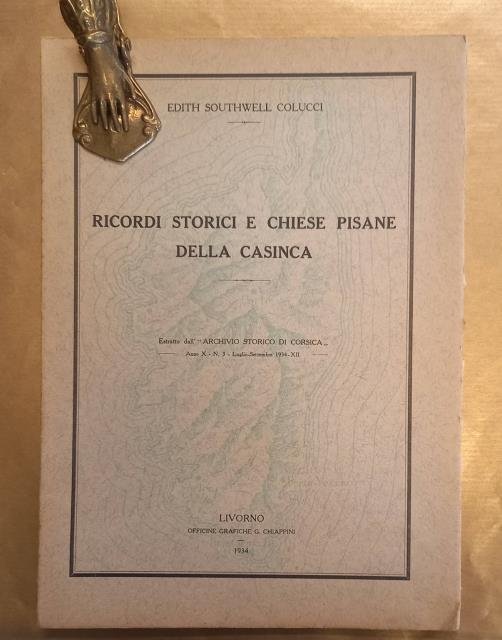 EDITH SOUTHWELL COLUCCI
RICORDI STORICI E CHIESE PISANE
DELLA CASINCA
Estratto dall' "ARCHIVIO STORICO DI CORSICA„
Anno X - N. 3 - Luglio-Settembre 1934-XII
LIVORNO
OFFICINE GRAFICHE G. CHIAPPINI
1934